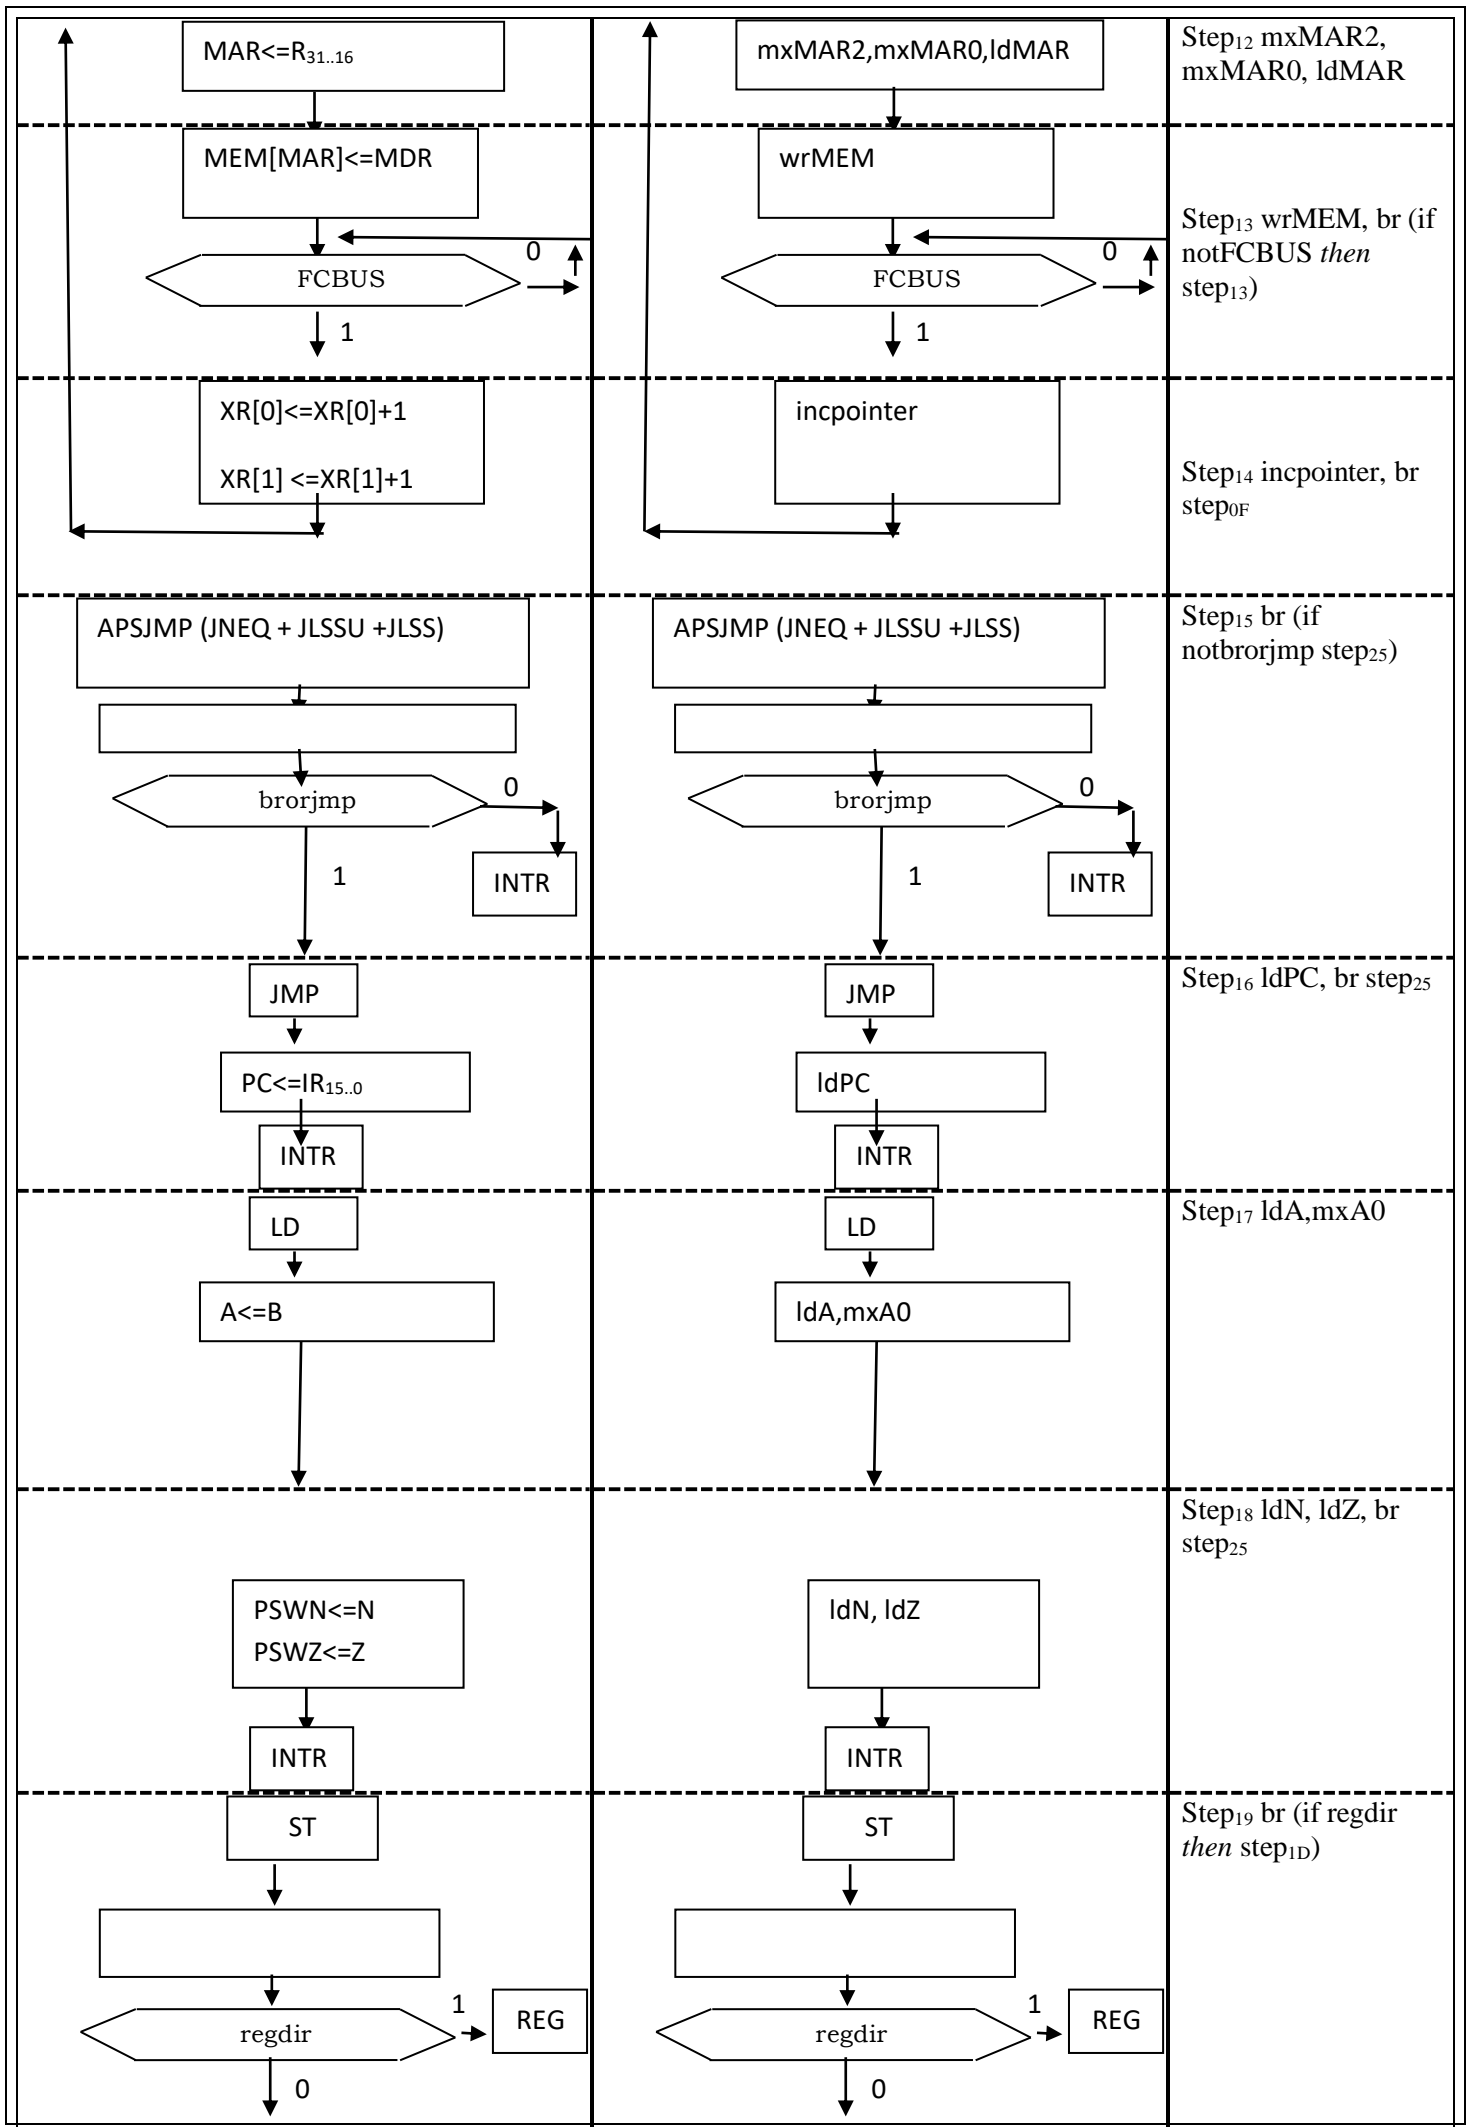 MAR<=R31..16
mxMAR2,mxMAR0,ldMAR
Step12 mxMAR2,
mxMAR0, ldMAR
MEM[MAR]<=MDR
wrMEM
Step13 wrMEM, br (if
notFCBUS then
step13)
0
FCBUS
1
0
FCBUS
1
XR[0]<=XR[0]+1
XR[1] <=XR[1]+1
incpointer
Step14 incpointer, br
step0F
APSJMP (JNEQ + JLSSU +JLSS)
APSJMP (JNEQ + JLSSU +JLSS)
Step15 br (if
notbrorjmp step25)
brorjmp
0
1
INTR
brorjmp
0
1
INTR
JMP
PC<=IR15..0
INTR
JMP
ldPC
INTR
Step16 ldPC, br step25
LD
A<=B
LD
ldA,mxA0
Step17 ldA,mxA0
PSWN<=N
PSWZ<=Z
INTR
ldN, ldZ
INTR
Step18 ldN, ldZ, br
step25
ST
regdir
1
REG
0
ST
regdir
1
REG
0
Step19 br (if regdir
then step1D)